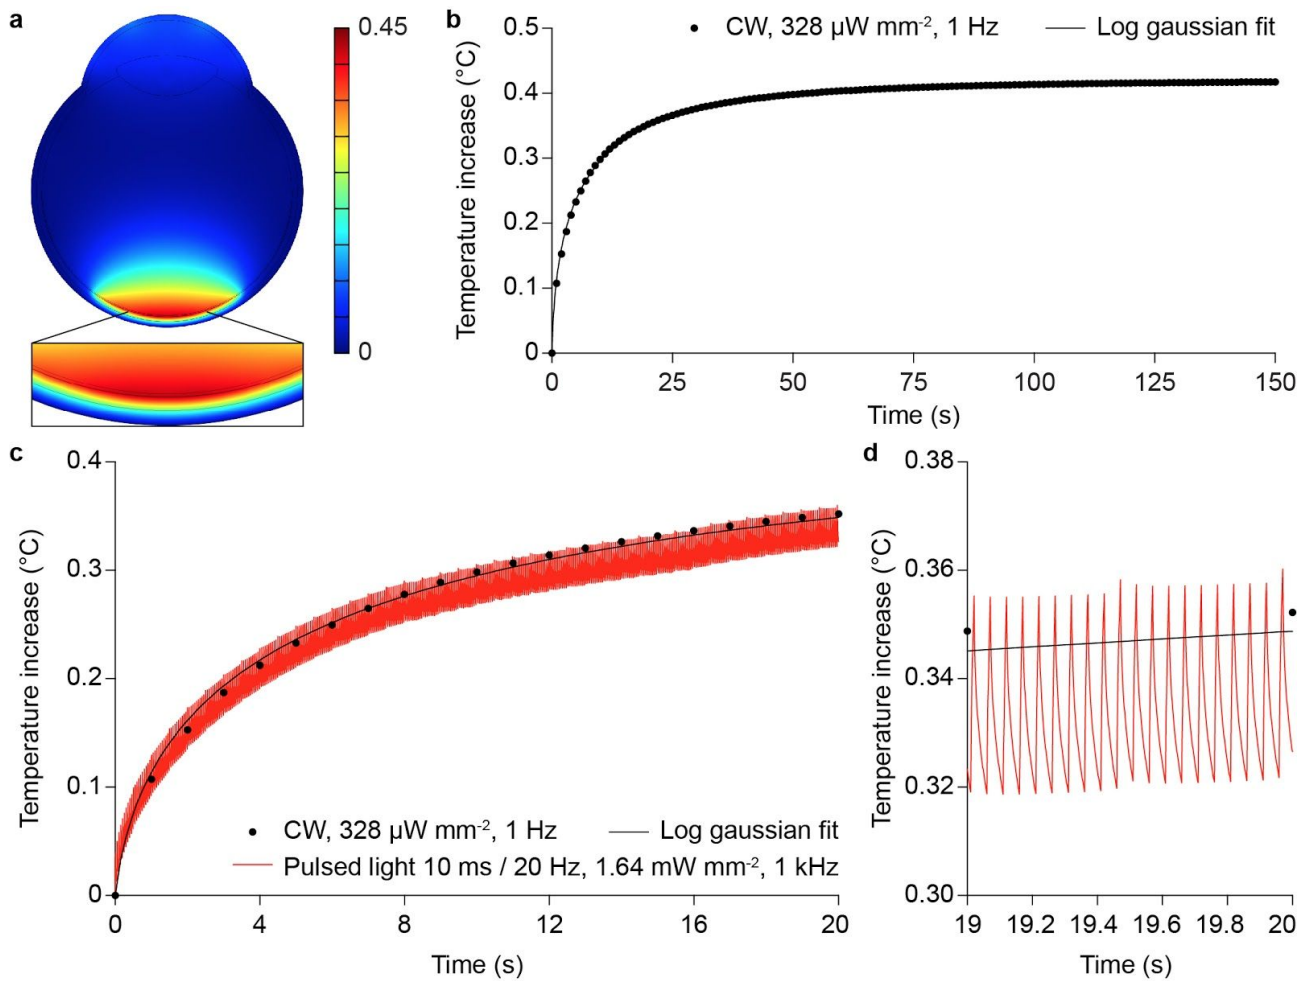 a
0.45
0
b
0.5
0.4
0.3
0.2
0.1
0
Temperature increase (°C)
CW, 328 µW mm-2, 1 Hz
Log gaussian fit
0 25 50 75 100 125 150
Time (s)
c
0.4
0.3
0.2
0.1
0
Temperature increase (°C)
CW, 328 µW mm-2, 1 Hz
Log gaussian fit
Pulsed light 10 ms / 20 Hz, 1.64 mW mm-2, 1 kHz
0 4 8 12 16 20
Time (s)
d
0.38
0.36
0.34
0.32
0.30
Temperature increase (°C)
19 19.2 19.4 19.6 19.8 20
Time (s)